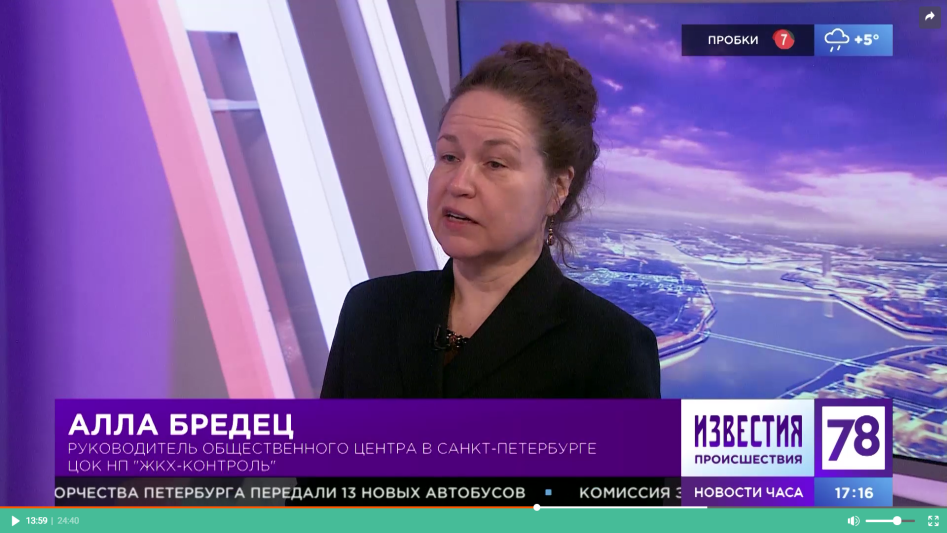 ПРОБКИ 7 +5°
АЛЛА БРЕДЕЦ
РУКОВОДИТЕЛЬ ОБЩЕСТВЕННОГО ЦЕНТРА В САНКТ-ПЕТЕРБУРГЕ
ЦОК НП "ЖКХ-КОНТРОЛЬ"
ИЗВЕСТИЯ
ПРОИСШЕСТВИЯ
78
ОРЧЕСТВА ПЕТЕРБУРГА ПЕРЕДАЛИ 13 НОВЫХ АВТОБУСОВ ▪ КОМИССИЯ З
НОВОСТИ ЧАСА 17:16
13:59 | 24:40